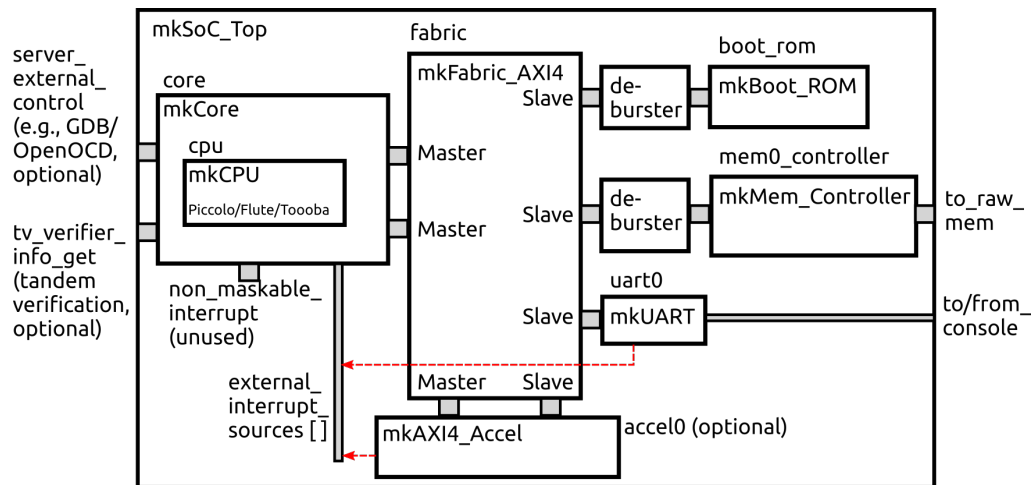 mkSoC_Top
server_
external_
control
(e.g., GDB/
OpenOCD,
optional)
tv_verifier_
info_get
(tandem
verification,
optional)
core
mkCore
cpu
mkCPU
Piccolo/Flute/Toooba
non_maskable_
interrupt
(unused)
external_
interrupt_
sources [ ]
fabric
mkFabric_AXI4
Master
Master
Slave
Slave
Slave
Master
Slave
de-
burster
boot_rom
mkBoot_ROM
de-
burster
mem0_controller
mkMem_Controller
to_raw_
mem
uart0
mkUART
to/from_
console
mkAXI4_Accel
accel0 (optional)